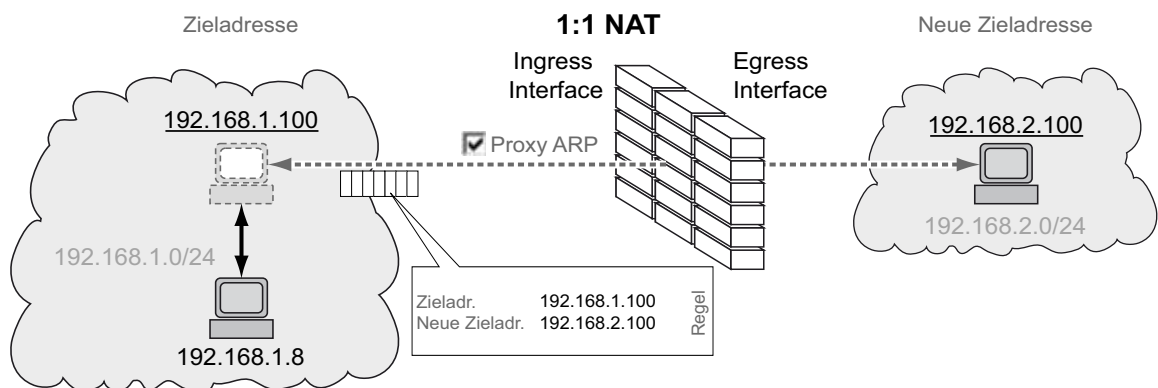 Zieladresse
1:1 NAT
Neue Zieladresse
Ingress
Interface
Egress
Interface
192.168.1.100
192.168.2.100
Proxy ARP
192.168.1.0/24
192.168.2.0/24
Zieladr. 192.168.1.100
Neue Zieladr. 192.168.2.100
Regel
192.168.1.8